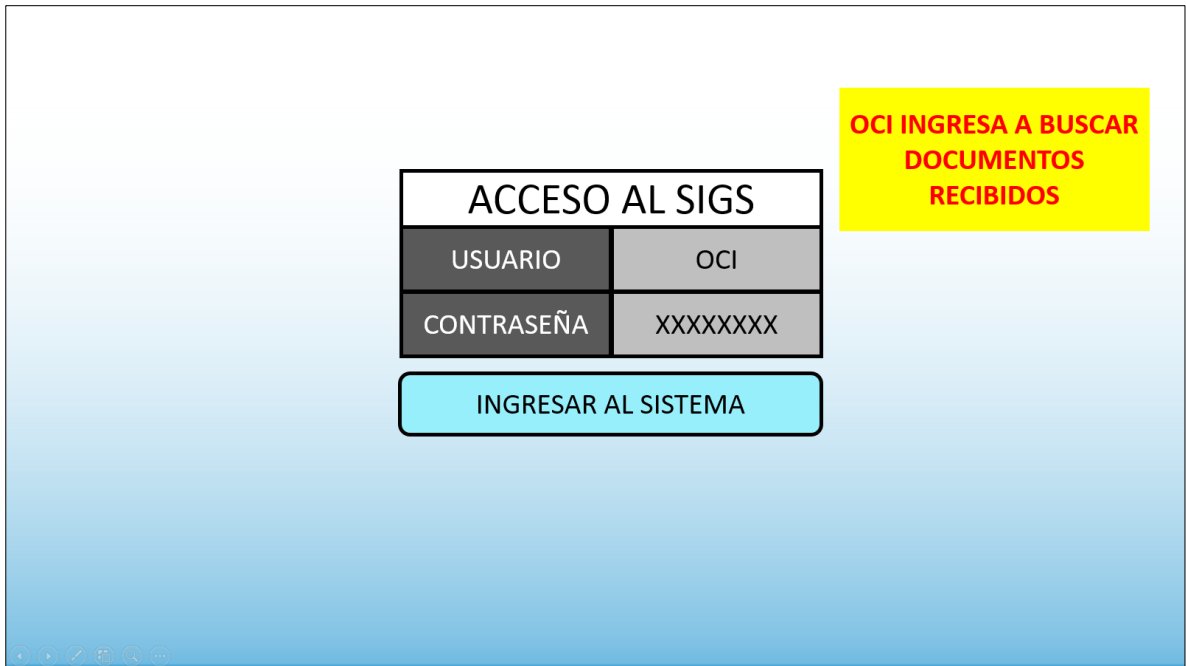 OCI INGRESA A BUSCAR
DOCUMENTOS
RECIBIDOS
ACCESO AL SIGS
USUARIO OCI
CONTRASEÑA XXXXXXXX
INGRESAR AL SISTEMA